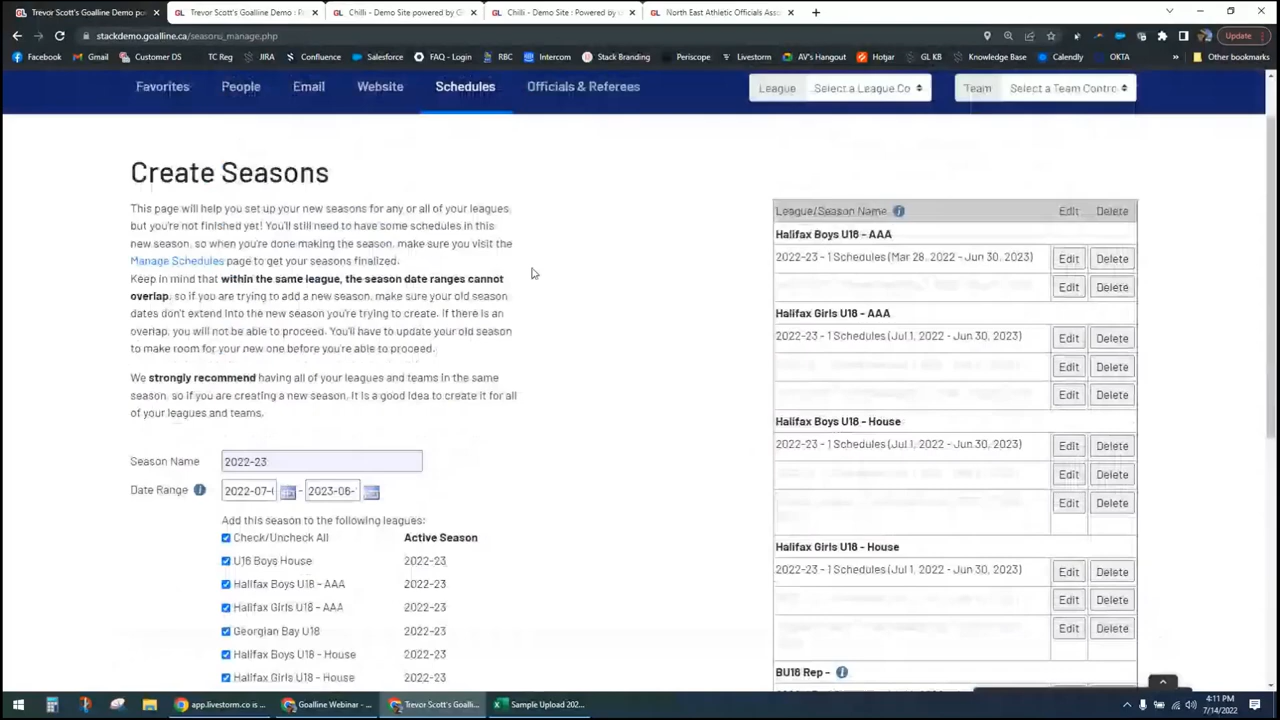 Trevor Scott's Goalline Demo po
Trevor Scott's Goalline Demo : P
Chilli - Demo Site powered by G
Chilli - Demo Site : Powered by
North East Athletic Officials Ass
stackdemo.goalline.ca/season_manage.php
Update
Facebook
Gmail
Customer DS
TC Reg
JIRA
Confluence
Salesforce
FAQ - Login
RBC
Intercom
Stack Branding
Periscope
Livestorm
AV's Hangout
Hotjar
GL KB
Knowledge Base
Calendly
OKTA
Other bookmarks
Favorites
People
Email
Website
Schedules
Officials & Referees
League
Select a League Co
Team
Select a Team Contro
Create Seasons
This page will help you set up your new seasons for any or all of your leagues,
but you're not finished yet! You'll still need to have some schedules in this
new season, so when you're done making the season, make sure you visit the
Manage Schedules page to get your seasons finalized.
Keep in mind that within the same league, the season date ranges cannot
overlap, so if you are trying to add a new season, make sure your old season
dates don't extend into the new season you're trying to create. If there is an
overlap, you will not be able to proceed. You'll have to update your old season
to make room for your new one before you're able to proceed.
We strongly recommend having all of your leagues and teams in the same
season, so if you are creating a new season, it is a good idea to create it for all
of your leagues and teams.
Season Name
2022-23
Date Range
2022-07-
-
2023-06-
Add this season to the following leagues:
Check/Uncheck All
Active Season
U16 Boys House
2022-23
Halifax Boys U18 - AAA
2022-23
Halifax Girls U18 - AAA
2022-23
Georgian Bay U18
2022-23
Halifax Boys U18 - House
2022-23
Halifax Girls U18 - House
2022-23
League/Season Name
Edit
Delete
Halifax Boys U18 - AAA
2022-23 - 1 Schedules (Mar 28, 2022 - Jun 30, 2023)
Edit
Delete
Edit
Delete
Halifax Girls U18 - AAA
2022-23 - 1 Schedules (Jul 1, 2022 - Jun 30, 2023)
Edit
Delete
Edit
Delete
Edit
Delete
Halifax Boys U18 - House
2022-23 - 1 Schedules (Jul 1, 2022 - Jun 30, 2023)
Edit
Delete
Edit
Delete
Edit
Delete
Halifax Girls U18 - House
2022-23 - 1 Schedules (Jul 1, 2022 - Jun 30, 2023)
Edit
Delete
Edit
Delete
Edit
Delete
BU16 Rep -
app.livestorm.co is ...
Goalline Webinar - ...
Trevor Scott's Goalli...
Sample Upload 202...
4:11 PM
7/14/2022